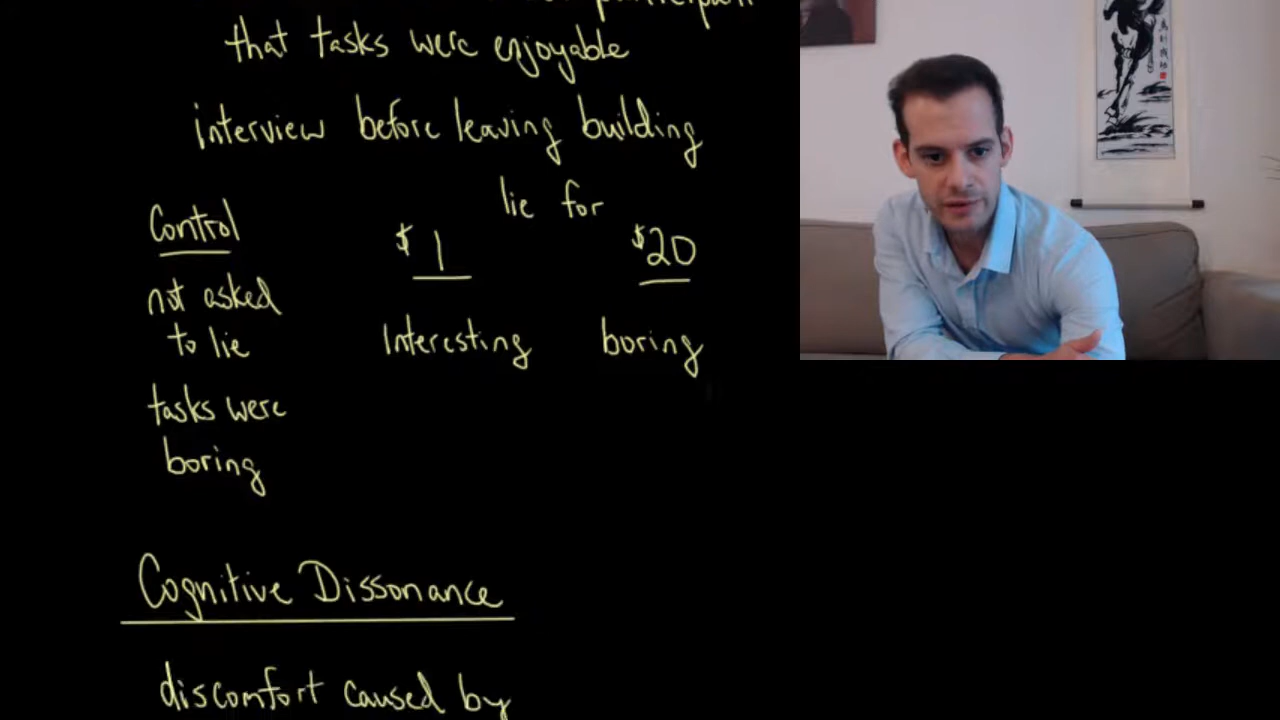 that tasks were enjoyable
interview before leaving building
lie for
Control $1 $20
not asked
to lie
Interesting boring
tasks were
boring
Cognitive Dissonance
discomfort caused by